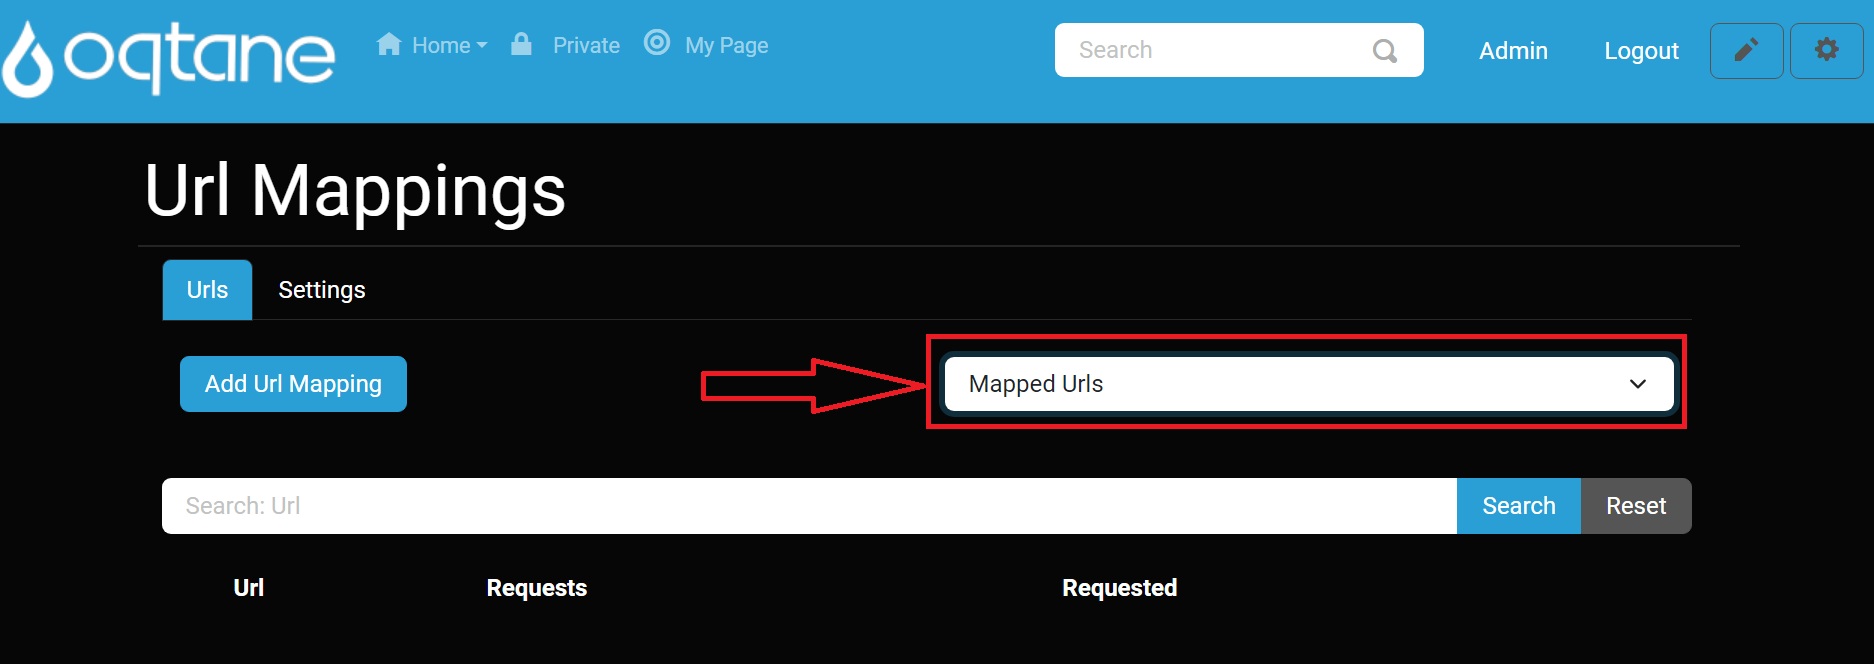 oqtane
Home
Private
My Page
Search
Admin
Logout
Url Mappings
Urls
Settings
Add Url Mapping
Mapped Urls
Search: Url
Search
Reset
Url
Requests
Requested